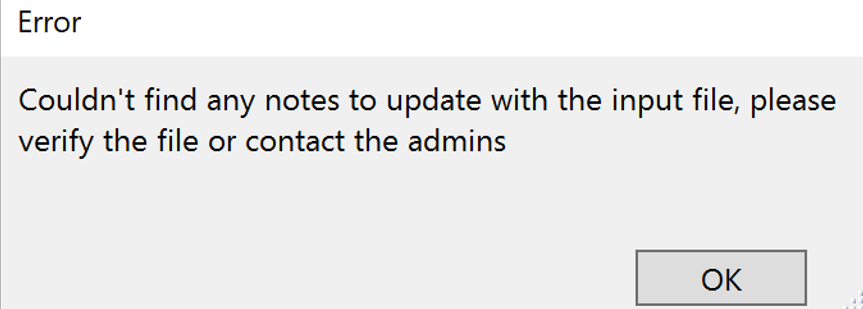 Error
Couldn't find any notes to update with the input file, please
verify the file or contact the admins
OK